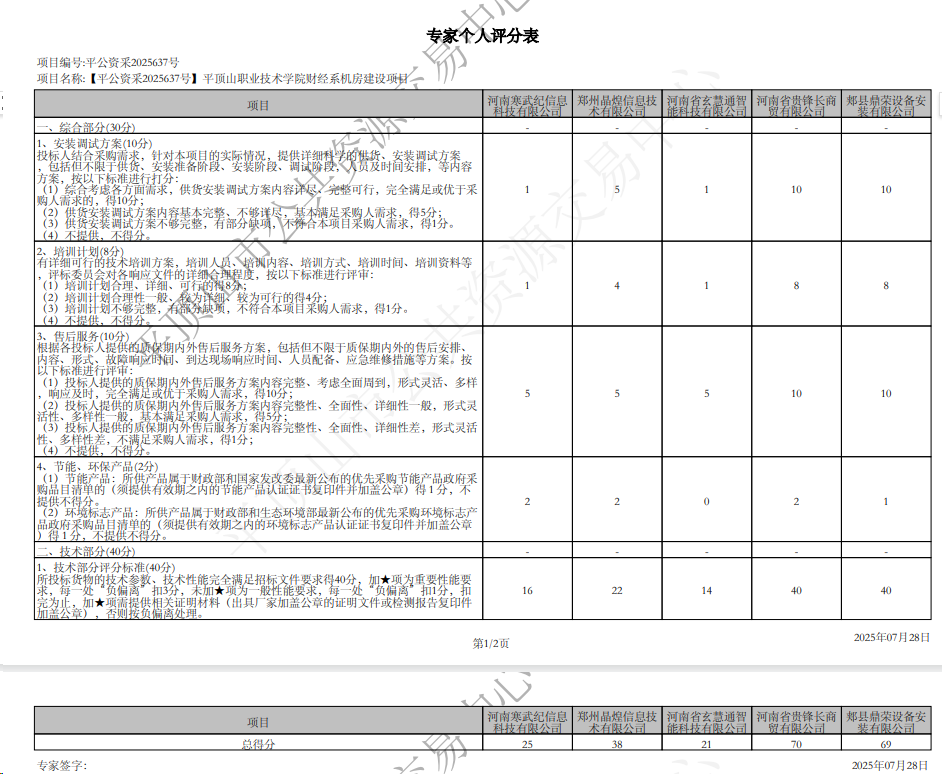 专家个人评分表
项目编号:平公资采2025637号
项目名称:【平公资采2025637号】平顶山职业技术学院财经系机房建设项目
项目
河南寒武纪信息
科技有限公司
郑州晶煌信息技
术有限公司
河南省玄慧通智
能科技有限公司
河南省贵锋长商
贸有限公司
郏县鼎荣设备安
装有限公司
一、综合部分(30分)
- - - - -
1、安装调试方案(10分)
投标人结合采购需求，针对本项目的实际情况，提供详细科学的供货、安装调试方案
，包括但不限于供货、安装准备阶段、安装阶段、调试阶段，人员及时间安排，等内容
方案，按以下标准进行打分：
（1）综合考虑各方面需求，供货安装调试方案内容详尽、完整可行，完全满足或优于采
购人需求的，得10分；
（2）供货安装调试方案内容基本完整、不够详尽，基本满足采购人需求，得5分；
（3）供货安装调试方案不够完整，有部分缺项，不符合本项目采购人需求，得1分。
（4）不提供，不得分。
1 5 1 10 10
2、培训计划(8分)
有详细可行的技术培训方案，培训人员、培训内容、培训方式、培训时间、培训资料等
，评标委员会对各响应文件的详细合理程度，按以下标准进行评审：
（1）培训计划合理、详细、可行的得8分；
（2）培训计划合理性一般、较为详细、较为可行的得4分；
（3）培训计划不够完整，有部分缺项，不符合本项目采购人需求，得1分。
（4）不提供，不得分。
1 4 1 8 8
3、售后服务(10分)
根据各投标人提供的质保期内外售后服务方案，包括但不限于质保期内外的售后安排、
内容、形式、故障响应时间、到达现场响应时间、人员配备、应急维修措施等方案。按
以下标准进行评审：
（1）投标人提供的质保期内外售后服务方案内容完整、考虑全面周到，形式灵活、多样
，响应及时，完全满足或优于采购人需求，得10分；
（2）投标人提供的质保期内外售后服务方案内容完整性、全面性、详细性一般，形式灵
活性、多样性一般，基本满足采购人需求，得5分；
（3）投标人提供的质保期内外售后服务方案内容完整性、全面性、详细性差，形式灵活
性、多样性差，不满足采购人需求，得1分；
（4）不提供，不得分。
5 5 5 10 10
4、节能、环保产品(2分)
（1）节能产品：所供产品属于财政部和国家发改委最新公布的优先采购节能产品政府采
购品目清单的（须提供有效期之内的节能产品认证证书复印件并加盖公章）得 1 分，不
提供不得分。
（2）环境标志产品：所供产品属于财政部和生态环境部最新公布的优先采购环境标志产
品政府采购品目清单的（须提供有效期之内的环境标志产品认证证书复印件并加盖公章
）得 1 分，不提供不得分。
2 2 0 2 1
二、技术部分(40分)
- - - - -
1、技术部分评分标准(40分)
所投标货物的技术参数、技术性能完全满足招标文件要求得40分，加★项为重要性能要
求，每一处“负偏离”扣3分，未加★项为一般性能要求，每一处“负偏离”扣1分，扣
完为止，加★项需提供相关证明材料（出具厂家加盖公章的证明文件或检测报告复印件
加盖公章），否则按负偏离处理。
16 22 14 40 40
第1/2页
2025年07月28日
项目
河南寒武纪信息
科技有限公司
郑州晶煌信息技
术有限公司
河南省玄慧通智
能科技有限公司
河南省贵锋长商
贸有限公司
郏县鼎荣设备安
装有限公司
总得分
25 38 21 70 69
专家签字:
2025年07月28日
平顶山市公共资源交易中心
平顶山市公共资源交易中心
易中心